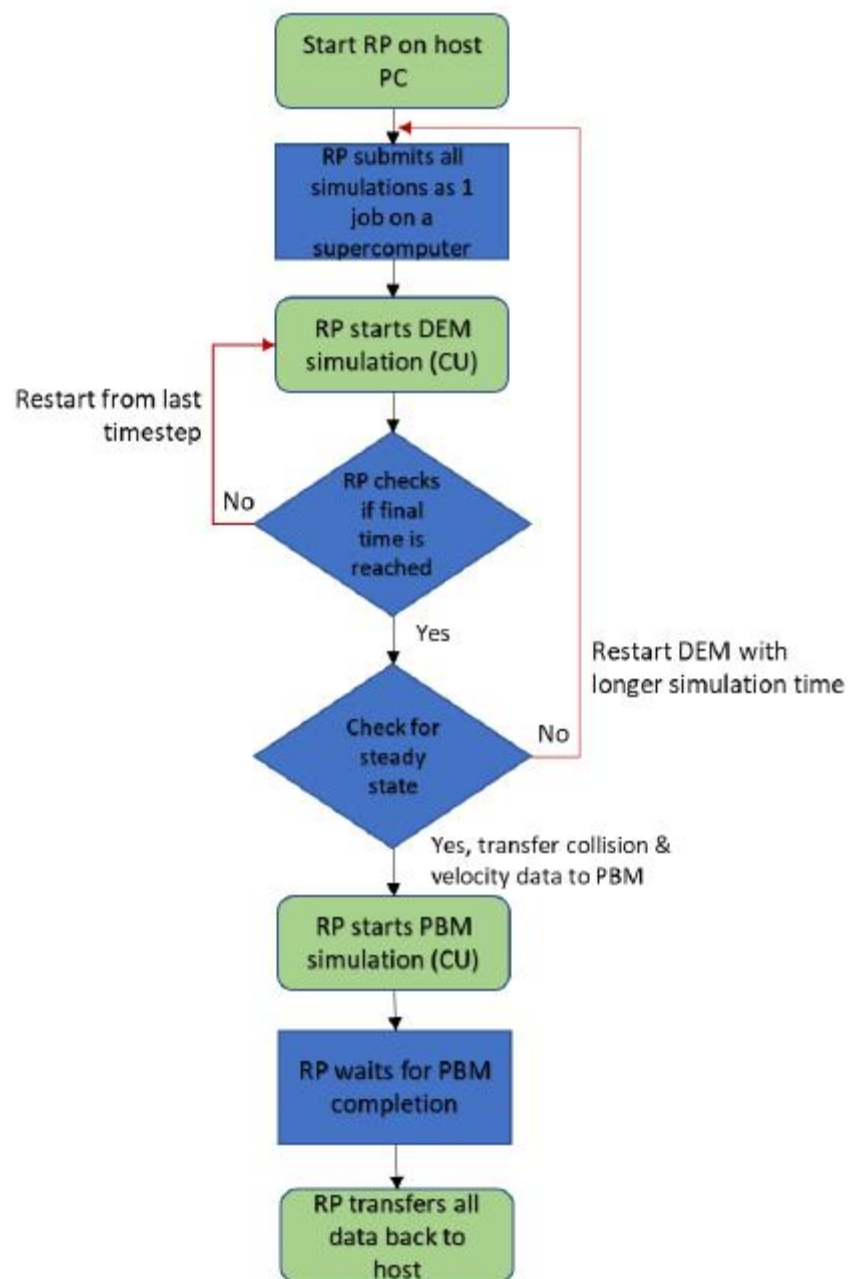 Start RP on host
PC
RP submits all
simulations as 1
job on a
supercomputer
RP starts DEM
simulation (CU)
Restart from last
timestep
No
RP checks
if final
time is
reached
Yes
Restart DEM with
longer simulation time
Check for
steady
state
No
Yes, transfer collision &
velocity data to PBM
RP starts PBM
simulation (CU)
RP waits for PBM
completion
RP transfers all
data back to
host